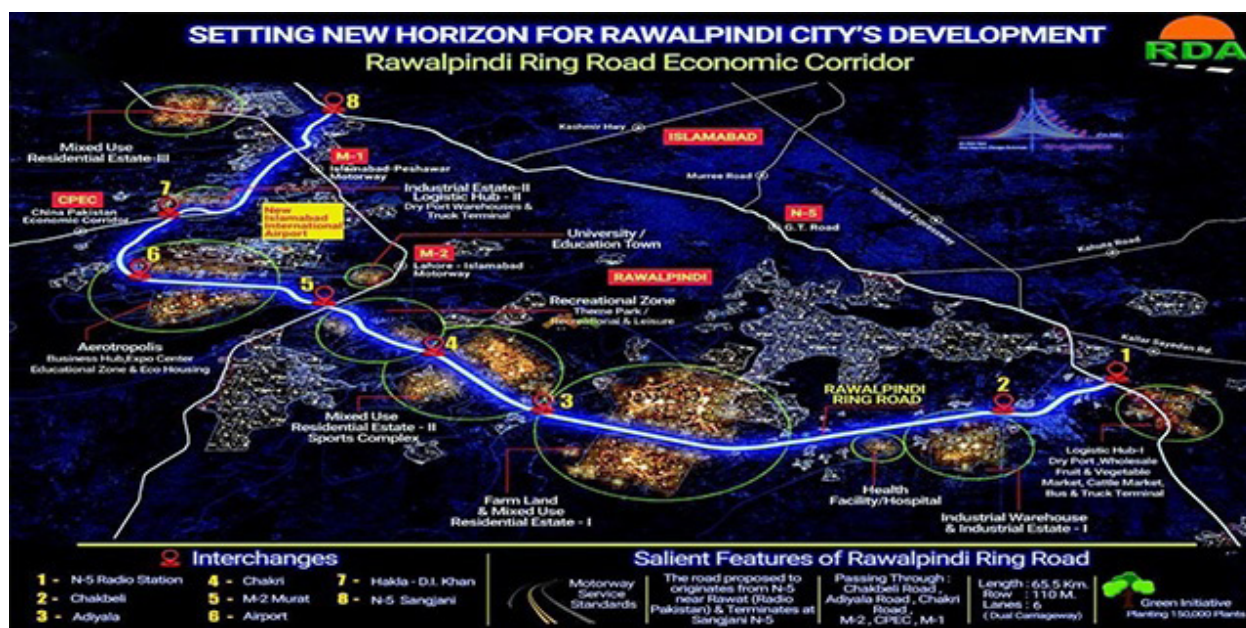 SETTING NEW HORIZON FOR RAWALPINDI CITY'S DEVELOPMENT
Rawalpindi Ring Road Economic Corridor
RDA
8
Mixed Use
Residential Estate-III
M-1
Islamabad-Peshawar
Motorway
Kashmir Hwy
ISLAMABAD
Murree Road
Islamabad Expressway
7
CPEC
China Pakistan
Economic Corridor
Industrial Estate-II
Logistic Hub - II
Dry Port Warehouses &
Truck Terminal
New
Islamabad
International
Airport
N-5
G.T. Road
Kahuta Road
University /
Education Town
M-2
Lahore - Islamabad
Motorway
RAWALPINDI
6
5
Recreational Zone
Theme Park /
Recreational & Leisure
Aerotropolis
Business Hub,Expo Center
Educational Zone & Eco Housing
4
Kallar Sayedan Rd.
1
Mixed Use
Residential Estate - II
Sports Complex
3
RAWALPINDI
RING ROAD
2
Logistic Hub-I
Dry Port ,Wholesale
Fruit & Vegetable
Market, Cattle Market,
Bus & Truck Terminal
Farm Land
& Mixed Use
Residential Estate - I
Health
Facility/Hospital
Industrial Warehouse
& Industrial Estate - I
Interchanges
1 - N-5 Radio Station
2 - Chakbeli
3 - Adiyala
4 - Chakri
5 - M-2 Murat
6 - Airport
7 - Hakla - D.I. Khan
8 - N-5 Sangjani
Salient Features of Rawalpindi Ring Road
Motorway
Service
Standards
The road proposed to
originates from N-5
near Rawat (Radio
Pakistan) & Terminates at
Sangjani N-5
Passing Through :
Chakbeli Road ,
Adiyala Road , Chakri
Road ,
M-2 , CPEC , M-1
Length : 65.5 Km.
Row : 110 M.
Lanes : 6
( Dual Carriageway)
Green Initiative
Planting 150,000 Plants